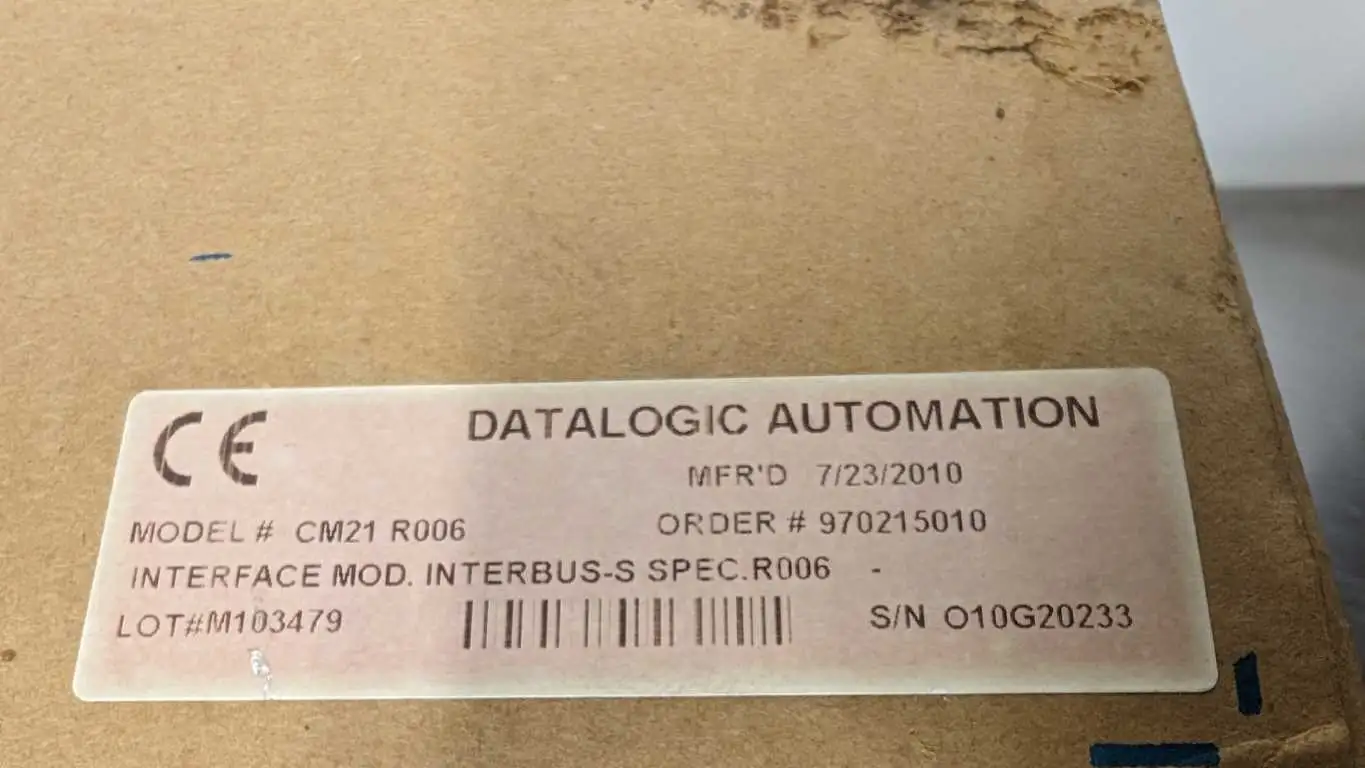 CE DATALOGIC AUTOMATION
MFR'D 7/23/2010
MODEL # CM21 R006 ORDER # 970215010
INTERFACE MOD. INTERBUS-S SPEC.R006 -
LOT#M103479 S/N O10G20233